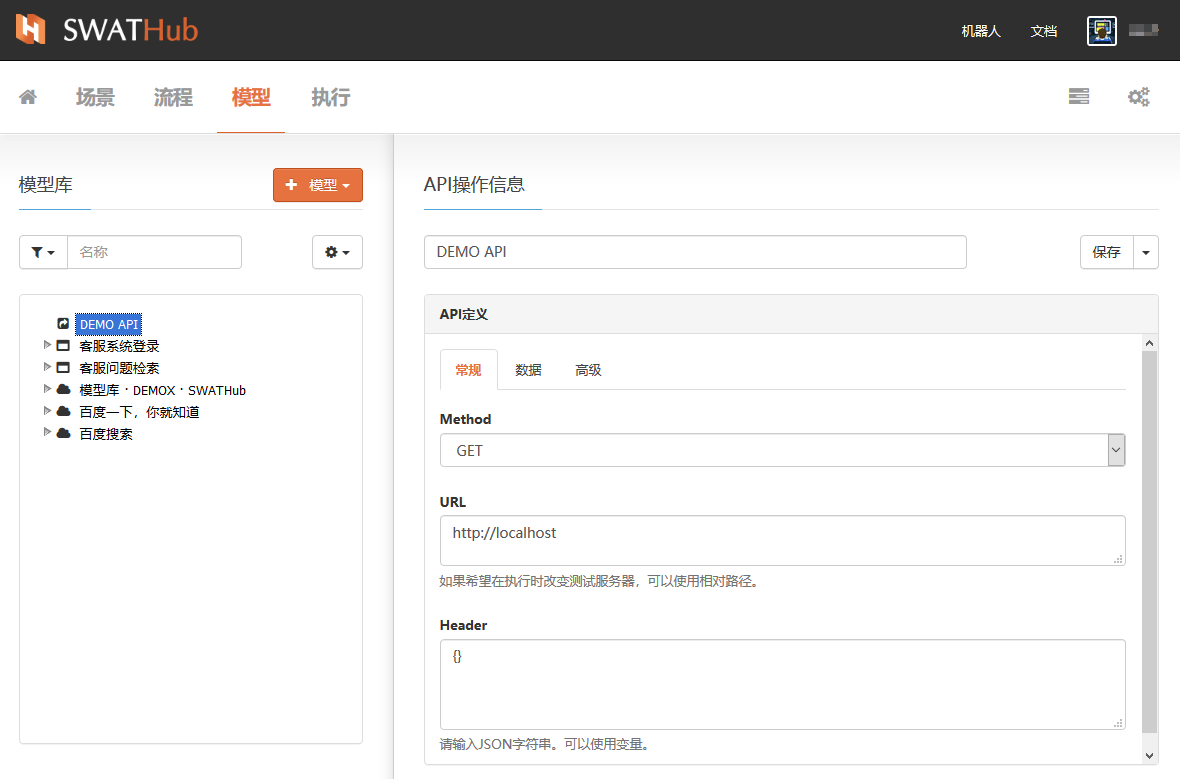 SWATHub
机器人 文档
场景 流程 模型 执行
模型库
模型
名称
DEMO API
客服系统登录
客服问题检索
模型库・DEMOX・SWATHub
百度一下，你就知道
百度搜索
API操作信息
DEMO API
保存
API定义
常规 数据 高级
Method
GET
URL
http://localhost
如果希望在执行时改变测试服务器，可以使用相对路径。
Header
{}
请输入JSON字符串。可以使用变量。